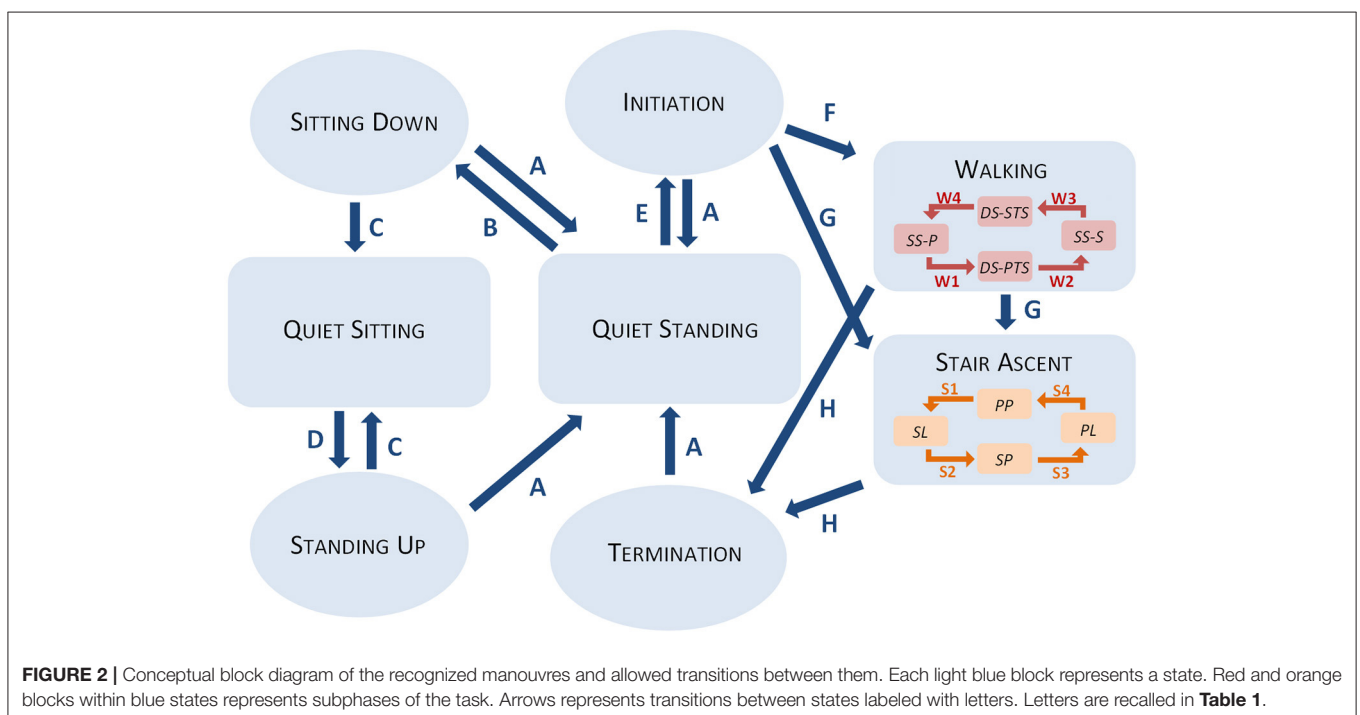 SITTING DOWN
INITIATION
F
A
WALKING
W4
DS-STS
W3
B
E
A
G
C
SS-P
SS-S
W1
DS-PTS
W2
QUIET SITTING
QUIET STANDING
G
STAIR ASCENT
S1
PP
S4
H
SL
PL
D
C
A
S2
SP
S3
A
H
STANDING UP
TERMINATION
FIGURE 2 | Conceptual block diagram of the recognized manouvres and allowed transitions between them. Each light blue block represents a state. Red and orange
blocks within blue states represents subphases of the task. Arrows represents transitions between states labeled with letters. Letters are recalled in Table 1.